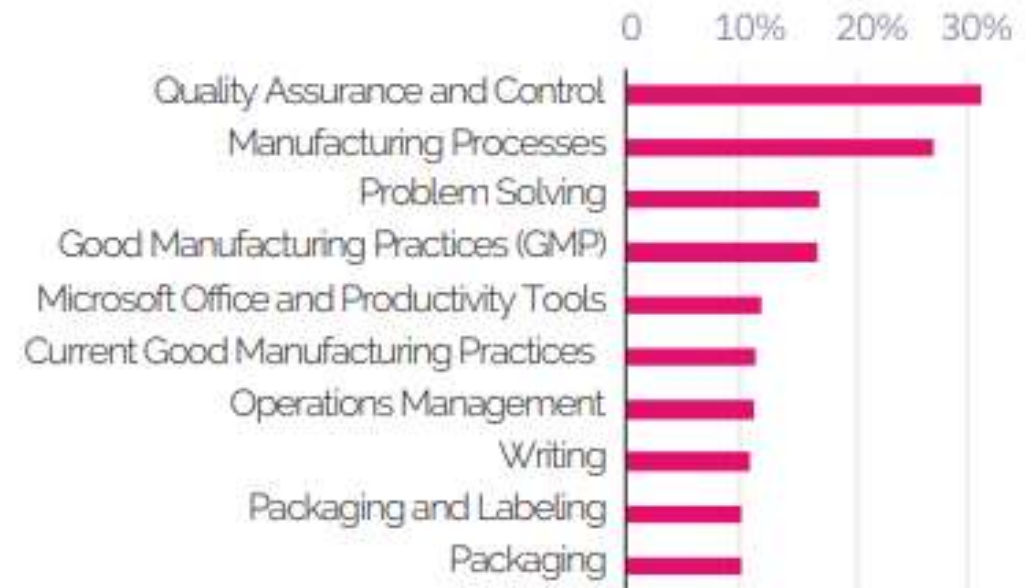 0 10% 20% 30%
Quality Assurance and Control
Manufacturing Processes
Problem Solving
Good Manufacturing Practices (GMP)
Microsoft Office and Productivity Tools
Current Good Manufacturing Practices
Operations Management
Writing
Packaging and Labeling
Packaging